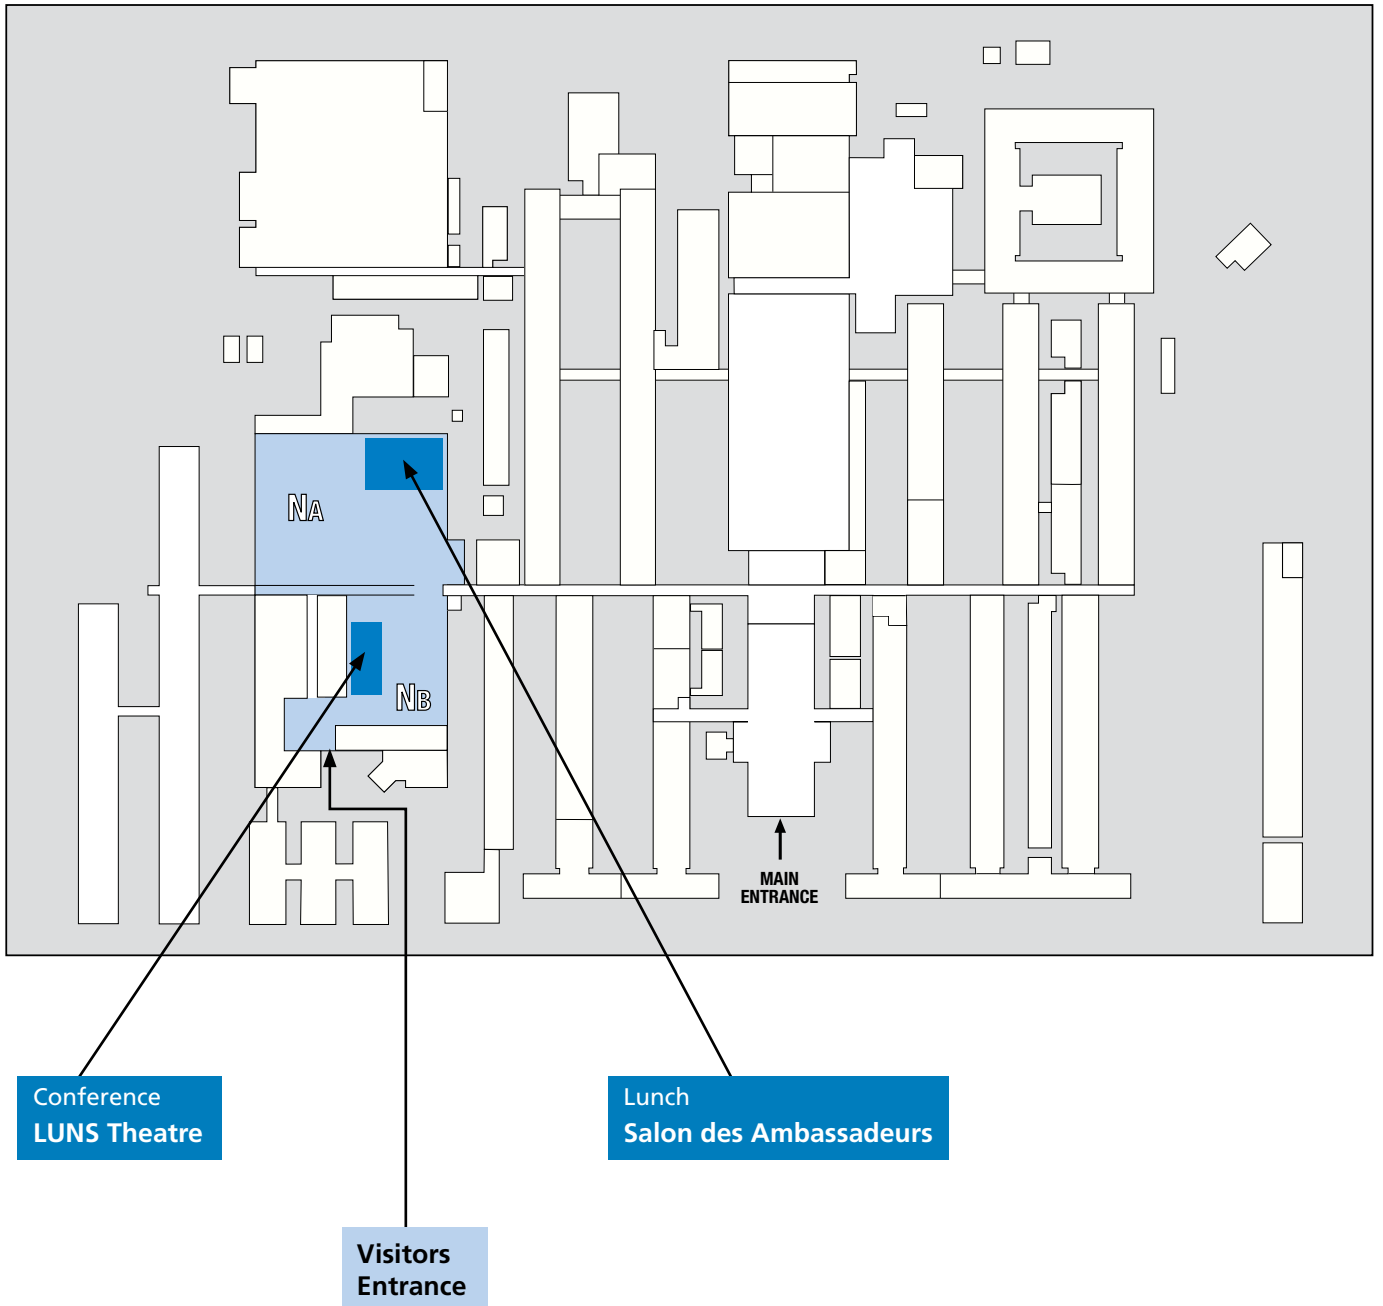 NA
NB
MAIN
ENTRANCE
Conference
LUNS Theatre
Lunch
Salon des Ambassadeurs
Visitors
Entrance